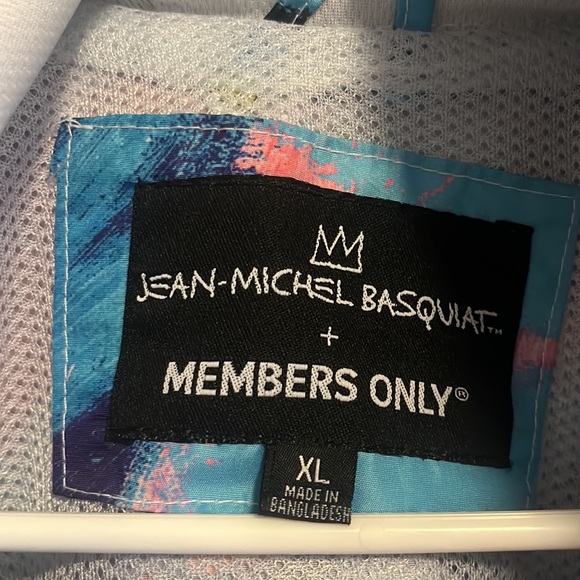 JEAN-MICHEL BASQUIAT™
+
MEMBERS ONLY®
XL
MADE IN
BANGLADESH